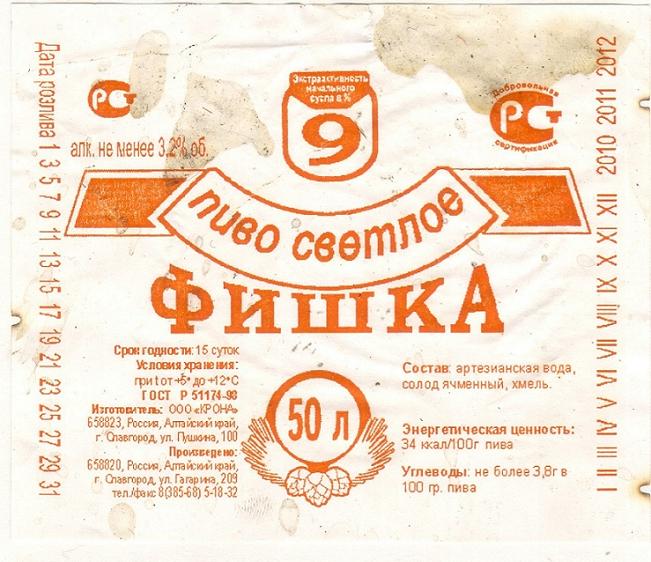 Дата розлива 1 3 5 7 9 11 13 15 17 19 21 23 25 27 29 31
РСТ
алк. не менее 3,2% об.
Экстрактивность
начального
сусла в %
9
Добровольная
РСТ
сертификация
пиво светлое
ФИШКА
Срок годности: 15 суток
Условия хранения:
при t от +5° до +12°С
ГОСТ Р 51174-98
Изготовитель: ООО «КРОНА»
658823, Россия, Алтайский край,
г. Славгород, ул. Пушкина, 100
Произведено:
658820, Россия, Алтайский край,
г. Славгород, ул. Гагарина, 209
тел./факс 8(385-68) 5-18-32
50 л
Состав: артезианская вода,
солод ячменный, хмель.
Энергетическая ценность:
34 ккал/100г пива
Углеводы: не более 3,8г в
100 гр. пива
I II III IV V VI VII VIII IX X XI XII 2010 2011 2012